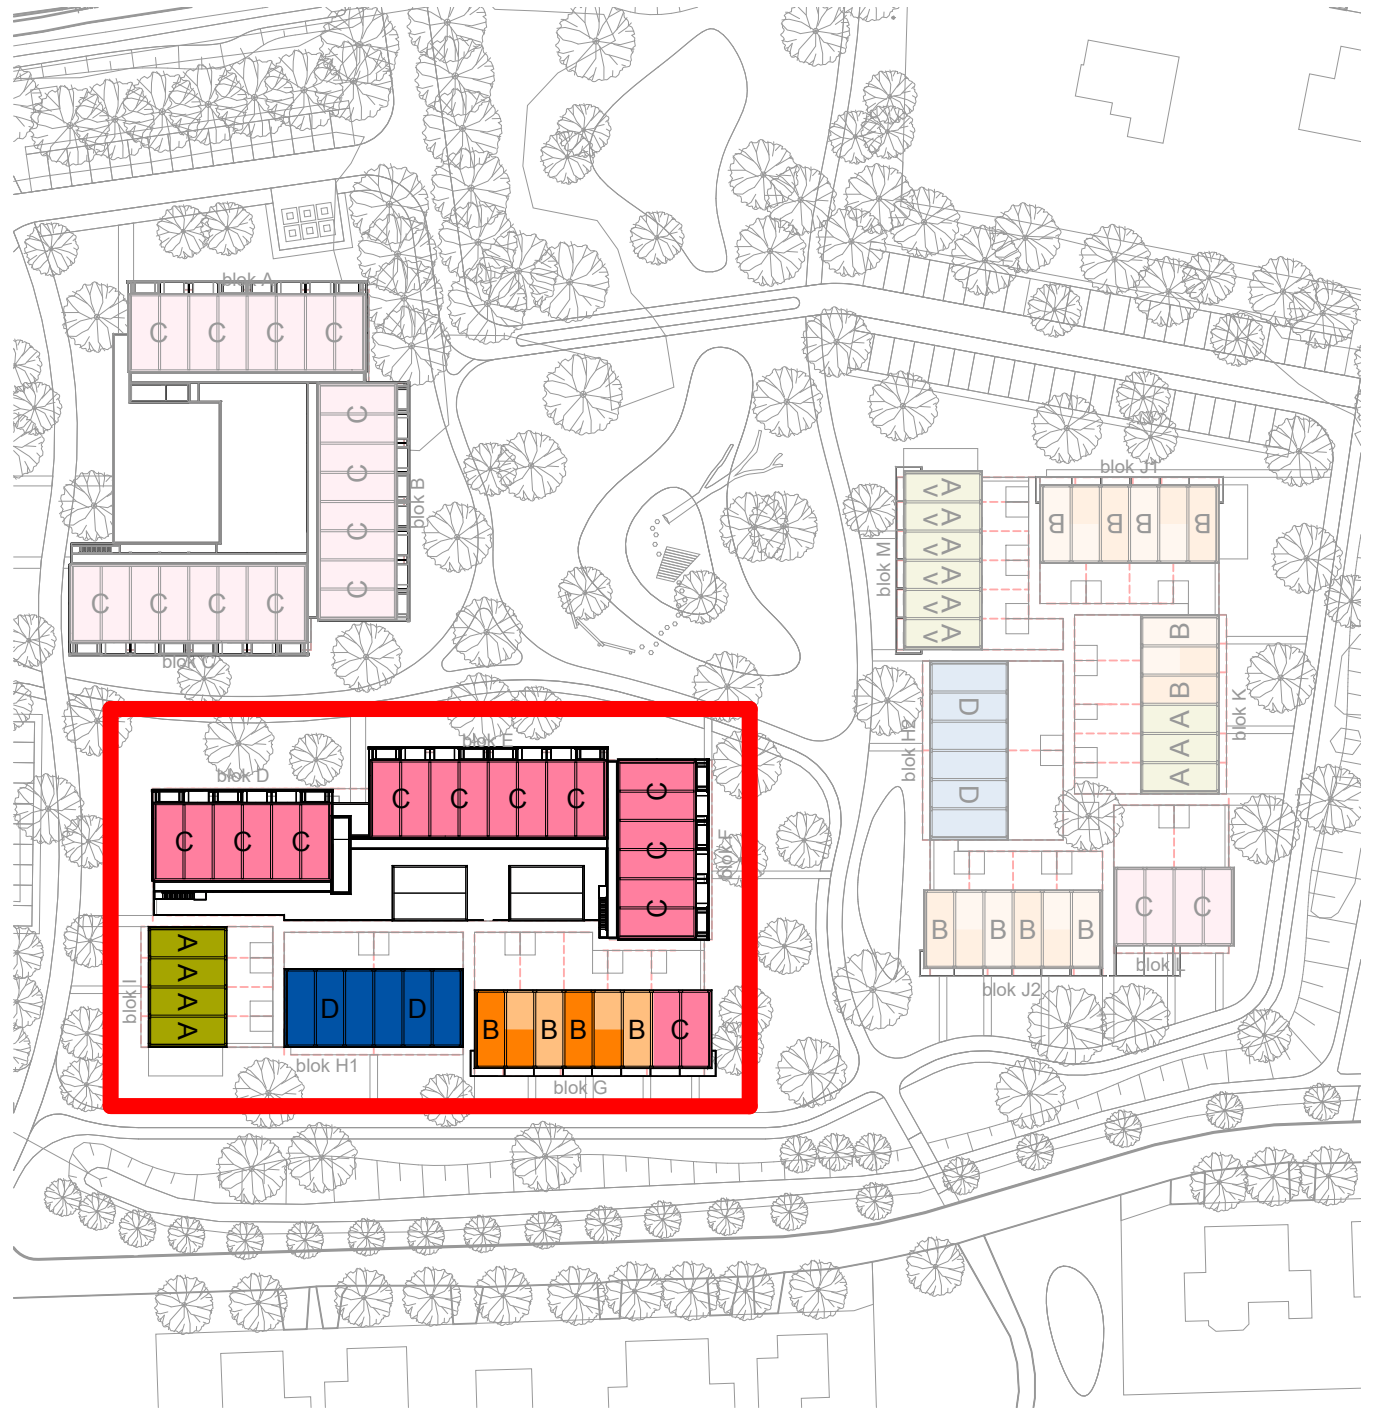 blok A
C C C C
C
C
C
C
blok B
C C C C
blok C
blok J1
B B B B
<A
<A
<A
<A
<A
<A
blok M
B
B
A
A
A
blok K
D
D
blok H2
B B B B
blok J2
C C
blok L
blok E
C C C C
blok D
C C C
C
C
C
blok F
A
A
A
A
blok I
D D
blok H1
B B B B C
blok G